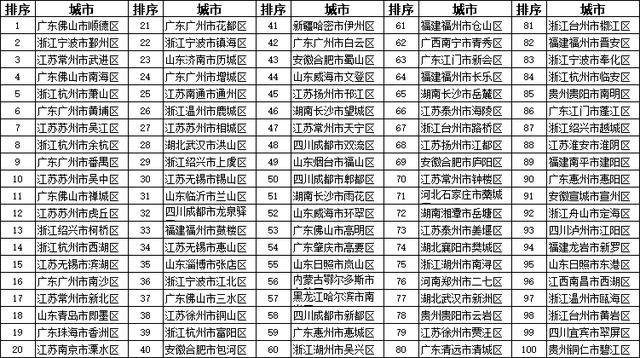 排序 城市 排序 城市 排序 城市 排序 城市 排序 城市
1 广东佛山市顺德区 21 广东广州市花都区 41 新疆哈密市伊州区 61 福建福州市仓山区 81 浙江台州市椒江区
2 浙江宁波市鄞州区 22 浙江宁波市镇海区 42 广东广州市白云区 62 广西南宁市青秀区 82 福建福州市晋安区
3 江苏常州市武进区 23 山东济南市历城区 43 安徽合肥市蜀山区 63 广东江门市新会区 83 浙江宁波市奉化区
4 广东佛山市南海区 24 广东广州市增城区 44 山东威海市文登区 64 福建福州市长乐区 84 浙江杭州市临安区
5 浙江杭州市萧山区 25 江苏南通市通州区 45 江苏扬州市邗江区 65 湖南长沙市岳麓区 85 贵州贵阳市南明区
6 广东广州市黄埔区 26 浙江温州市鹿城区 46 湖南长沙市望城区 66 江苏泰州市海陵区 86 广东江门市蓬江区
7 江苏苏州市吴江区 27 江苏苏州市相城区 47 江苏常州市天宁区 67 浙江台州市路桥区 87 浙江绍兴市越城区
8 浙江杭州市余杭区 28 湖北武汉市洪山区 48 四川成都市双流区 68 江苏扬州市江都区 88 江苏淮安市淮阴区
9 广东广州市番禺区 29 浙江绍兴市上虞区 49 山东烟台市福山区 69 安徽合肥市庐阳区 89 福建南平市建阳区
10 江苏苏州市吴中区 30 江苏无锡市锡山区 50 四川成都市郫都区 70 江苏常州市钟楼区 90 广东惠州市惠阳区
11 广东佛山市禅城区 31 山东临沂市兰山区 51 湖南长沙市雨花区 71 河北石家庄市藁城 91 安徽宣城市宣州区
12 江苏苏州市虎丘区 32 四川成都市龙泉驿 52 山东威海市环翠区 72 湖南湘潭市岳塘区 92 浙江舟山市定海区
13 浙江绍兴市柯桥区 33 福建福州市鼓楼区 53 广东佛山市高明区 73 江苏泰州市姜堰区 93 四川泸州市江阳区
14 浙江杭州市西湖区 34 江苏无锡市惠山区 54 广东肇庆市高要区 74 湖北襄阳市樊城区 94 福建龙岩市新罗区
15 江苏无锡市滨湖区 35 山东淄博市张店区 55 山东日照市岚山区 75 浙江湖州市南浔区 95 山东日照市东港区
16 广东广州市南沙区 36 浙江宁波市江北区 56 内蒙古鄂尔多斯市 76 河南郑州市二七区 96 江西南昌市西湖区
17 江苏常州市新北区 37 广东佛山市三水区 57 黑龙江哈尔滨市南 77 湖北武汉市新洲区 97 浙江温州市瓯海区
18 山东青岛市即墨区 38 江苏徐州市铜山区 58 四川成都市新都区 78 贵州贵阳市云岩区 98 浙江台州市黄岩区
19 广东珠海市香洲区 39 浙江杭州市富阳区 59 广东惠州市惠城区 79 江苏徐州市贾汪区 99 四川宜宾市翠屏区
20 江苏南京市溧水区 40 安徽合肥市包河区 60 浙江湖州市吴兴区 80 广东清远市清城区 100 贵州铜仁市碧江区